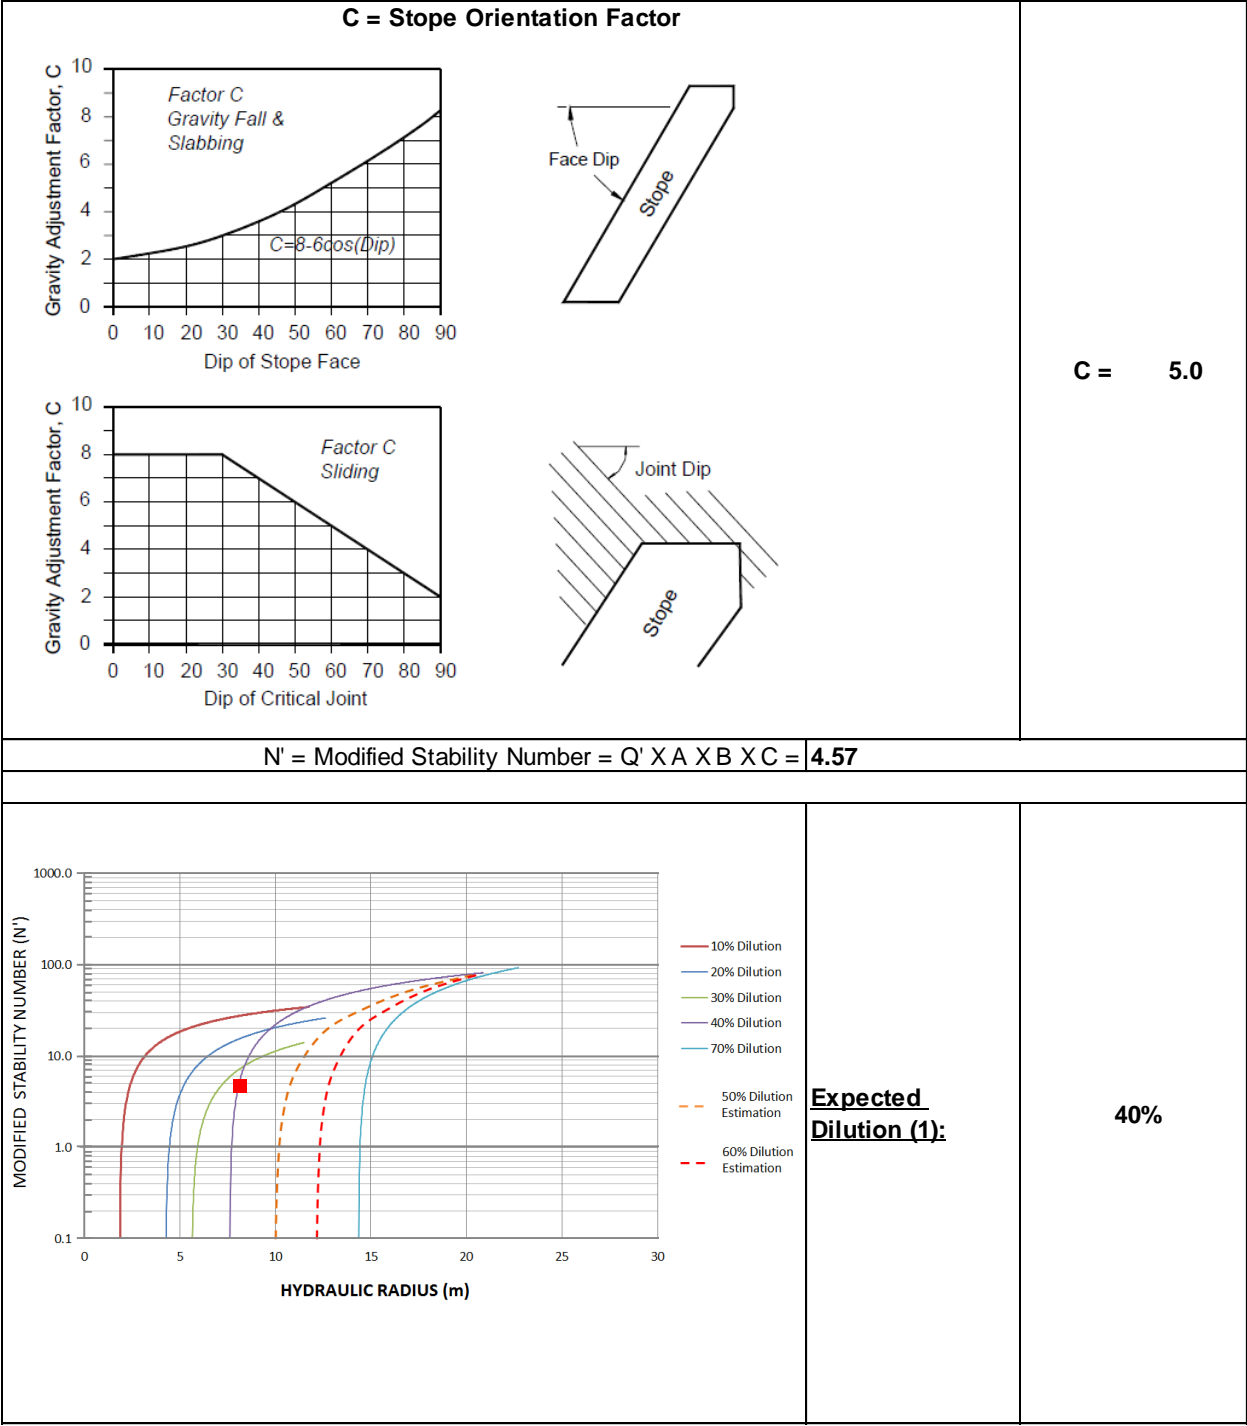 C = Stope Orientation Factor
Gravity Adjustment Factor, C
10
8
6
4
2
0
Factor C
Gravity Fall &
Slabbing
C=8-6cos(Dip)
0 10 20 30 40 50 60 70 80 90
Dip of Stope Face
Face Dip
Stope
C = 5.0
Gravity Adjustment Factor, C
10
8
6
4
2
0
Factor C
Sliding
0 10 20 30 40 50 60 70 80 90
Dip of Critical Joint
Joint Dip
Stope
N' = Modified Stability Number = Q' X A X B X C = 4.57
MODIFIED STABILITY NUMBER (N')
1000.0
100.0
10.0
1.0
0.1
0 5 10 15 20 25 30
HYDRAULIC RADIUS (m)
10% Dilution
20% Dilution
30% Dilution
40% Dilution
70% Dilution
50% Dilution
Estimation
60% Dilution
Estimation
Expected
Dilution (1):
40%